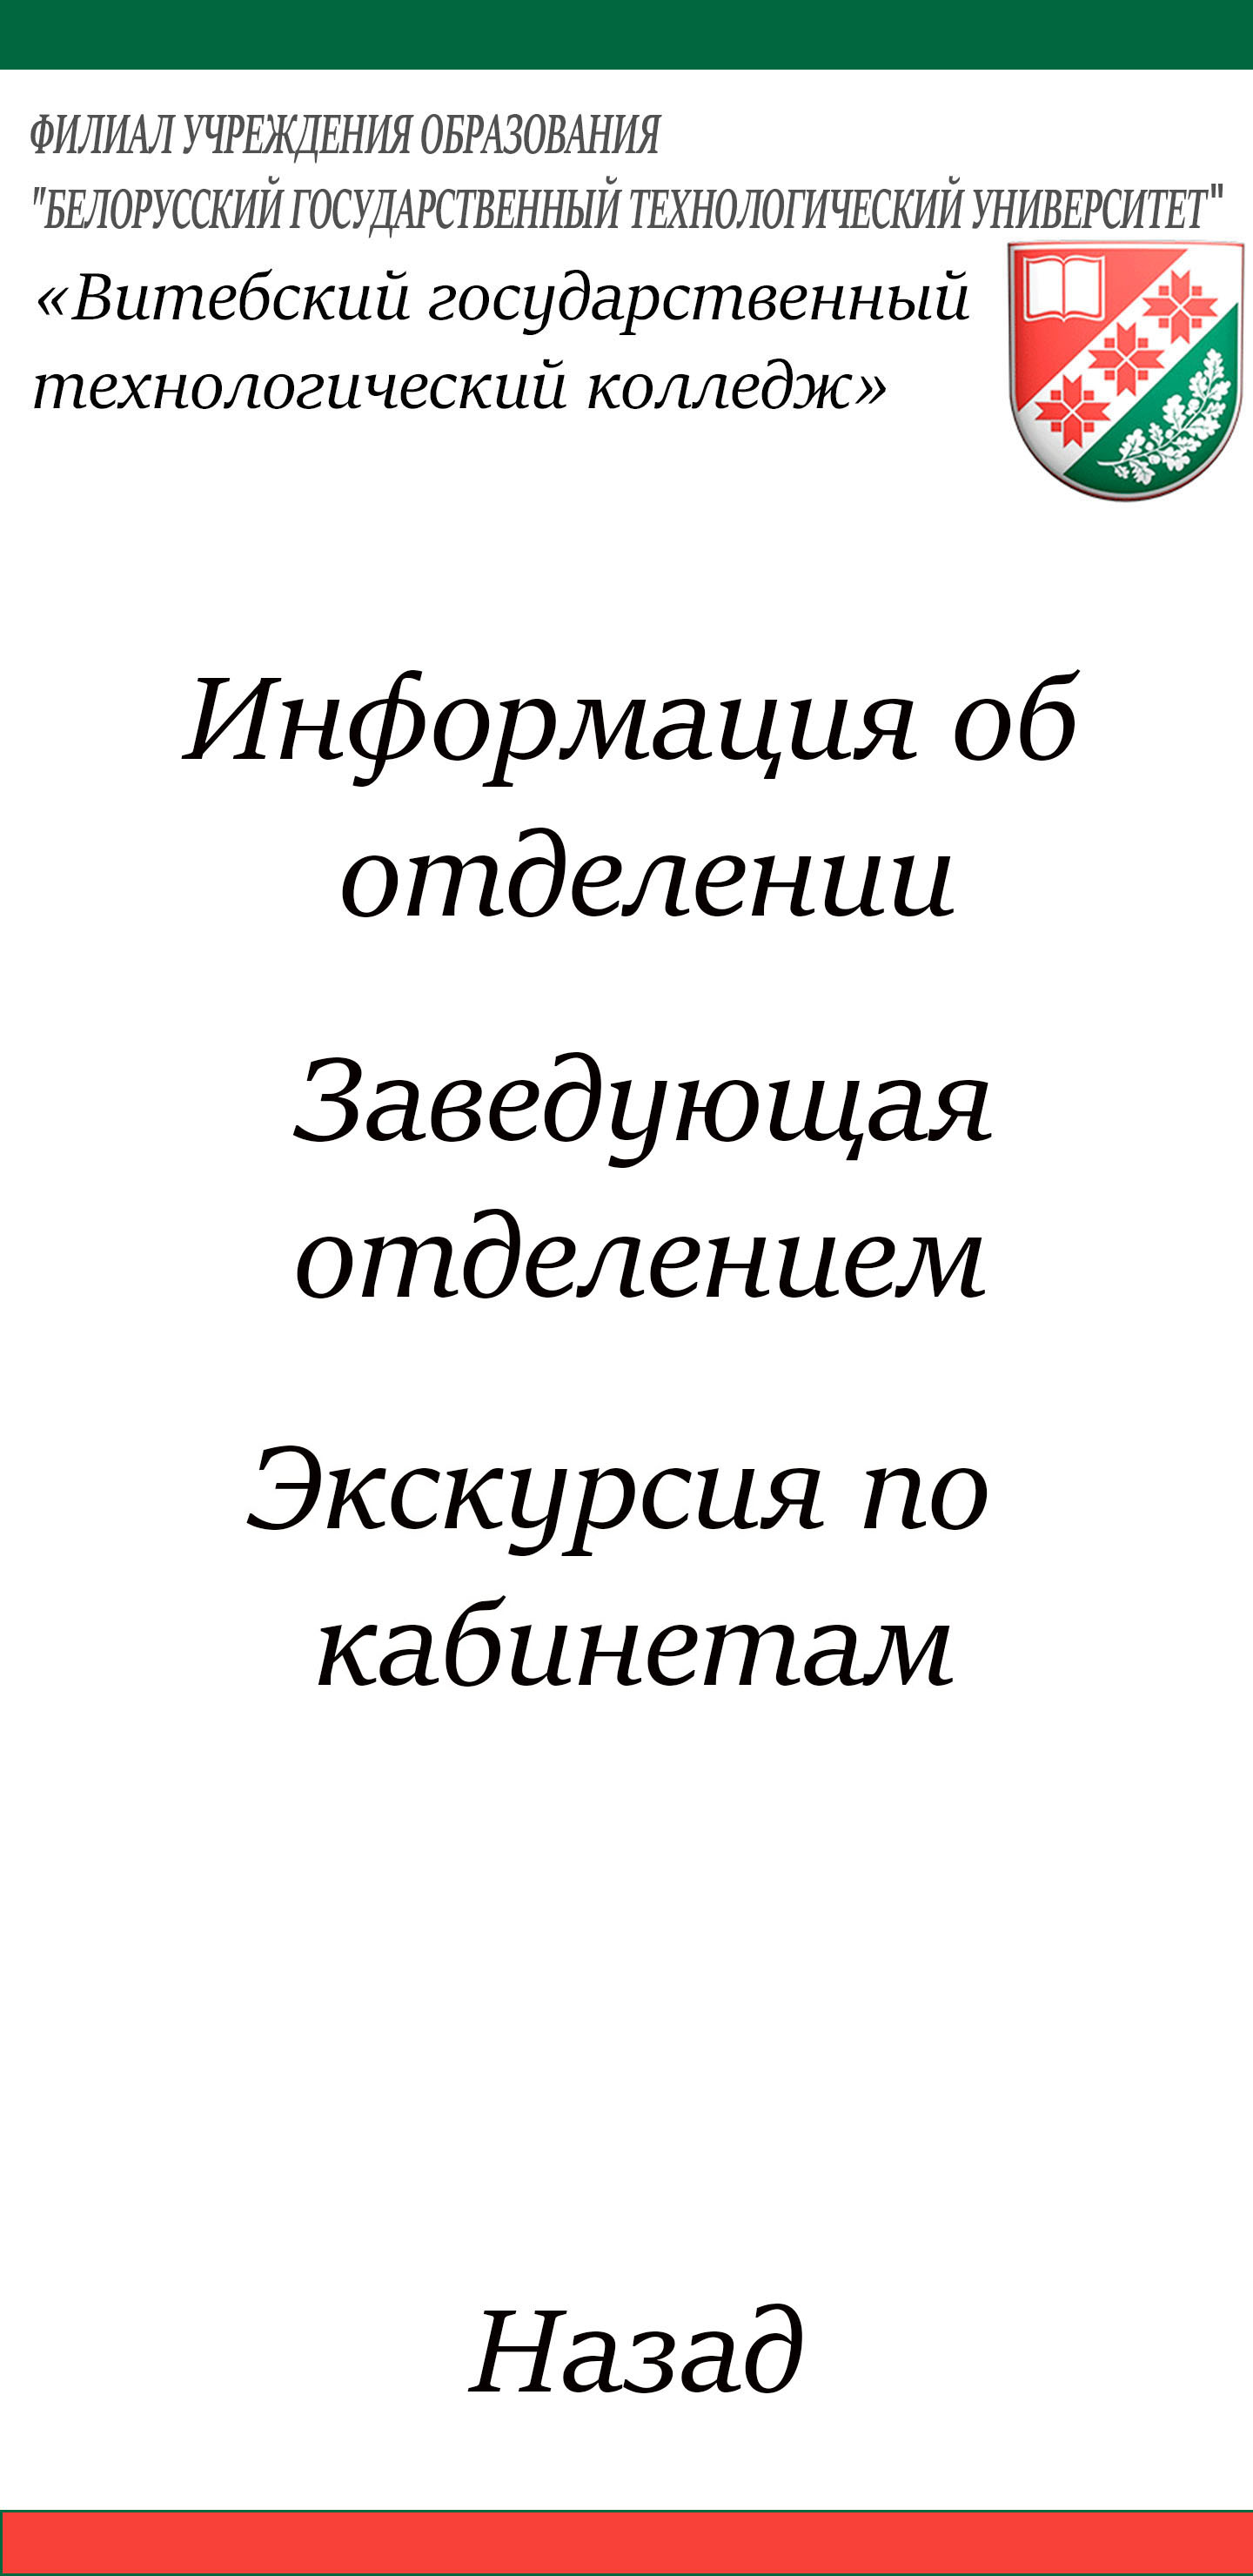 ФИЛИАЛ УЧРЕЖДЕНИЯ ОБРАЗОВАНИЯ
"БЕЛОРУССКИЙ ГОСУДАРСТВЕННЫЙ ТЕХНОЛОГИЧЕСКИЙ УНИВЕРСИТЕТ"
«Витебский государственный
технологический колледж»
Информация об
отделении
Заведующая
отделением
Экскурсия по
кабинетам
Назад